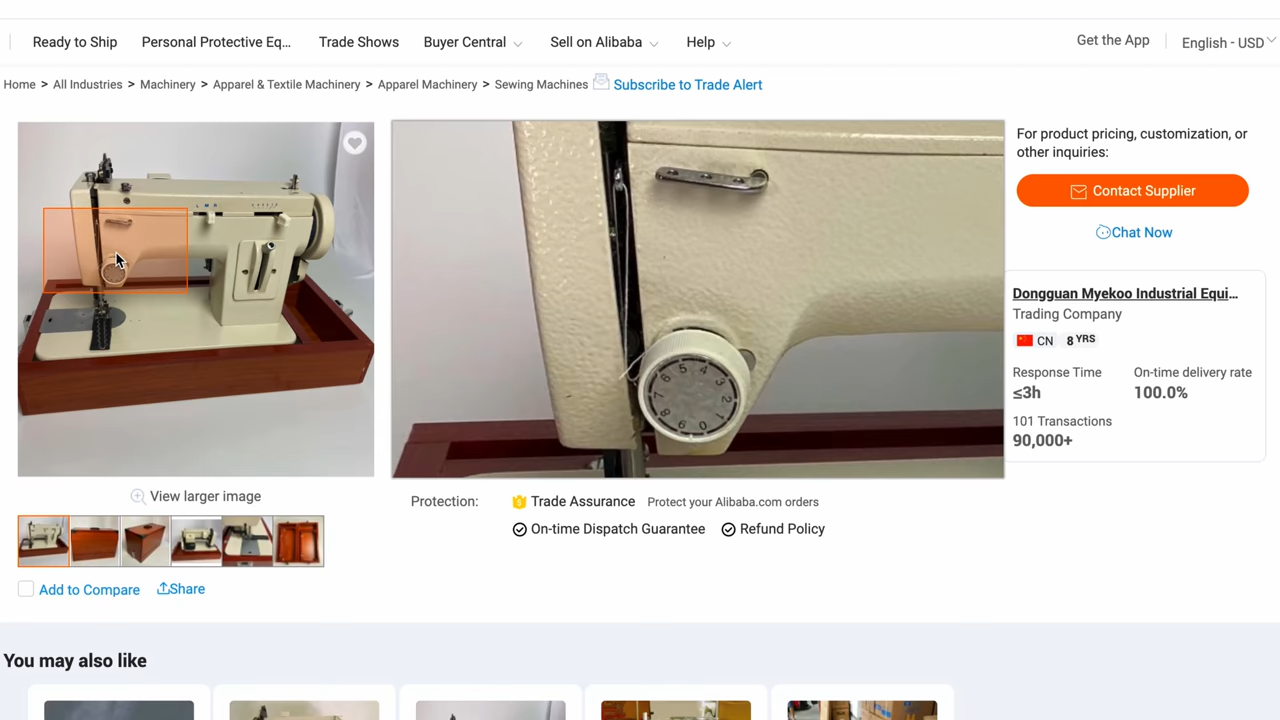 Ready to Ship
Personal Protective Eq...
Trade Shows
Buyer Central
Sell on Alibaba
Help
Get the App
English - USD
Home > All Industries > Machinery > Apparel & Textile Machinery > Apparel Machinery > Sewing Machines
Subscribe to Trade Alert
For product pricing, customization, or
other inquiries:
Contact Supplier
Chat Now
Dongguan Myekoo Industrial Equi...
Trading Company
CN 8 YRS
Response Time
≤3h
On-time delivery rate
100.0%
101 Transactions
90,000+
View larger image
Protection:
Trade Assurance
Protect your Alibaba.com orders
On-time Dispatch Guarantee
Refund Policy
Add to Compare
Share
You may also like